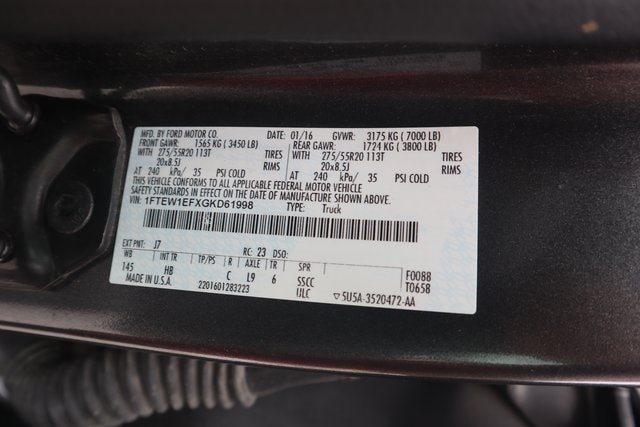 MFD. BY FORD MOTOR CO. DATE: 01/16 GVWR: 3175 KG ( 7000 LB)
FRONT GAWR: 1565 KG ( 3450 LB) REAR GAWR: 1724 KG ( 3800 LB)
WITH 275/55R20 113T TIRES WITH 275/55R20 113T TIRES
20x8.5J RIMS 20x8.5J RIMS
AT 240 kPa/ 35 PSI COLD AT 240 kPa/ 35 PSI COLD
THIS VEHICLE CONFORMS TO ALL APPLICABLE FEDERAL MOTOR VEHICLE
SAFETY AND THEFT PREVENTION STANDARDS IN EFFECT ON THE
DATE OF MANUFACTURE SHOWN ABOVE.
VIN: 1FTEW1EFXGKD61998 TYPE: Truck
EXT PNT: J7 RC: 23 DSO:
WB INT TR TP/PS R AXLE TR SPR F0088
145 HB C L9 6 SSCC T0658
MADE IN U.S.A. 2201601283223 ULC 5U5A-3520472-AA